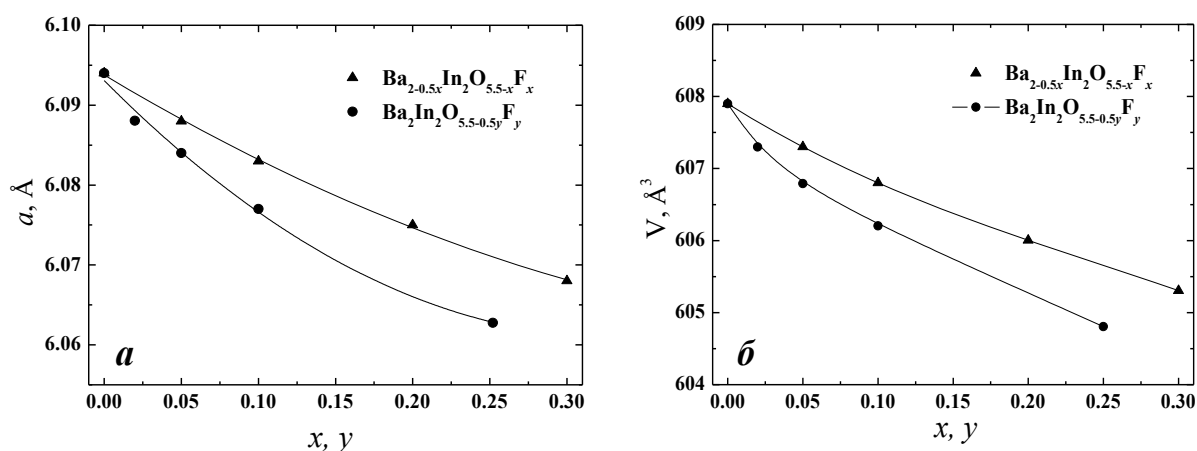 6.10
6.09
6.08
6.07
6.06
a, Å
▲ Ba₂₋₀.₅ₓIn₂O₅.₅₋ₓFₓ
● Ba₂In₂O₅.₅₋₀.₅yFy
а
0.00 0.05 0.10 0.15 0.20 0.25 0.30
x, y
609
608
607
606
605
604
V, Å³
▲ Ba₂₋₀.₅ₓIn₂O₅.₅₋ₓFₓ
● Ba₂In₂O₅.₅₋₀.₅yFy
б
0.00 0.05 0.10 0.15 0.20 0.25 0.30
x, y